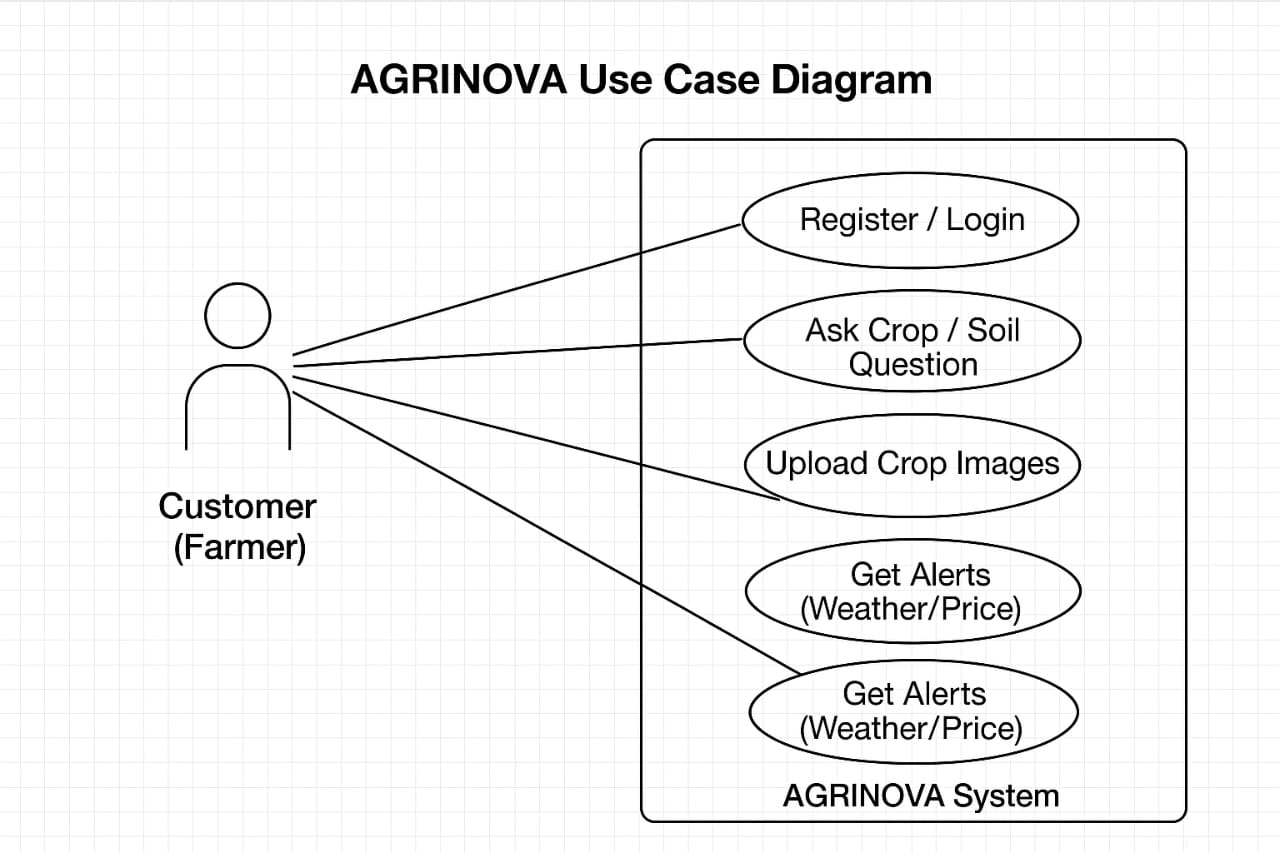 AGRINOVA Use Case Diagram
Register / Login
Ask Crop / Soil
Question
Upload Crop Images
Customer
(Farmer)
Get Alerts
(Weather/Price)
Get Alerts
(Weather/Price)
AGRINOVA System